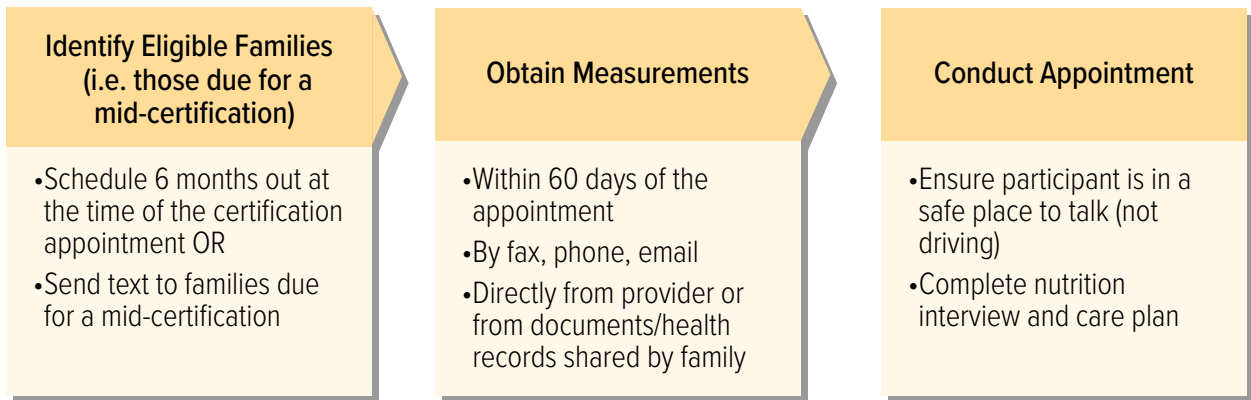 Identify Eligible Families
(i.e. those due for a
mid-certification)
•Schedule 6 months out at
the time of the certification
appointment OR
•Send text to families due
for a mid-certification
Obtain Measurements
•Within 60 days of the
appointment
•By fax, phone, email
•Directly from provider or
from documents/health
records shared by family
Conduct Appointment
•Ensure participant is in a
safe place to talk (not
driving)
•Complete nutrition
interview and care plan